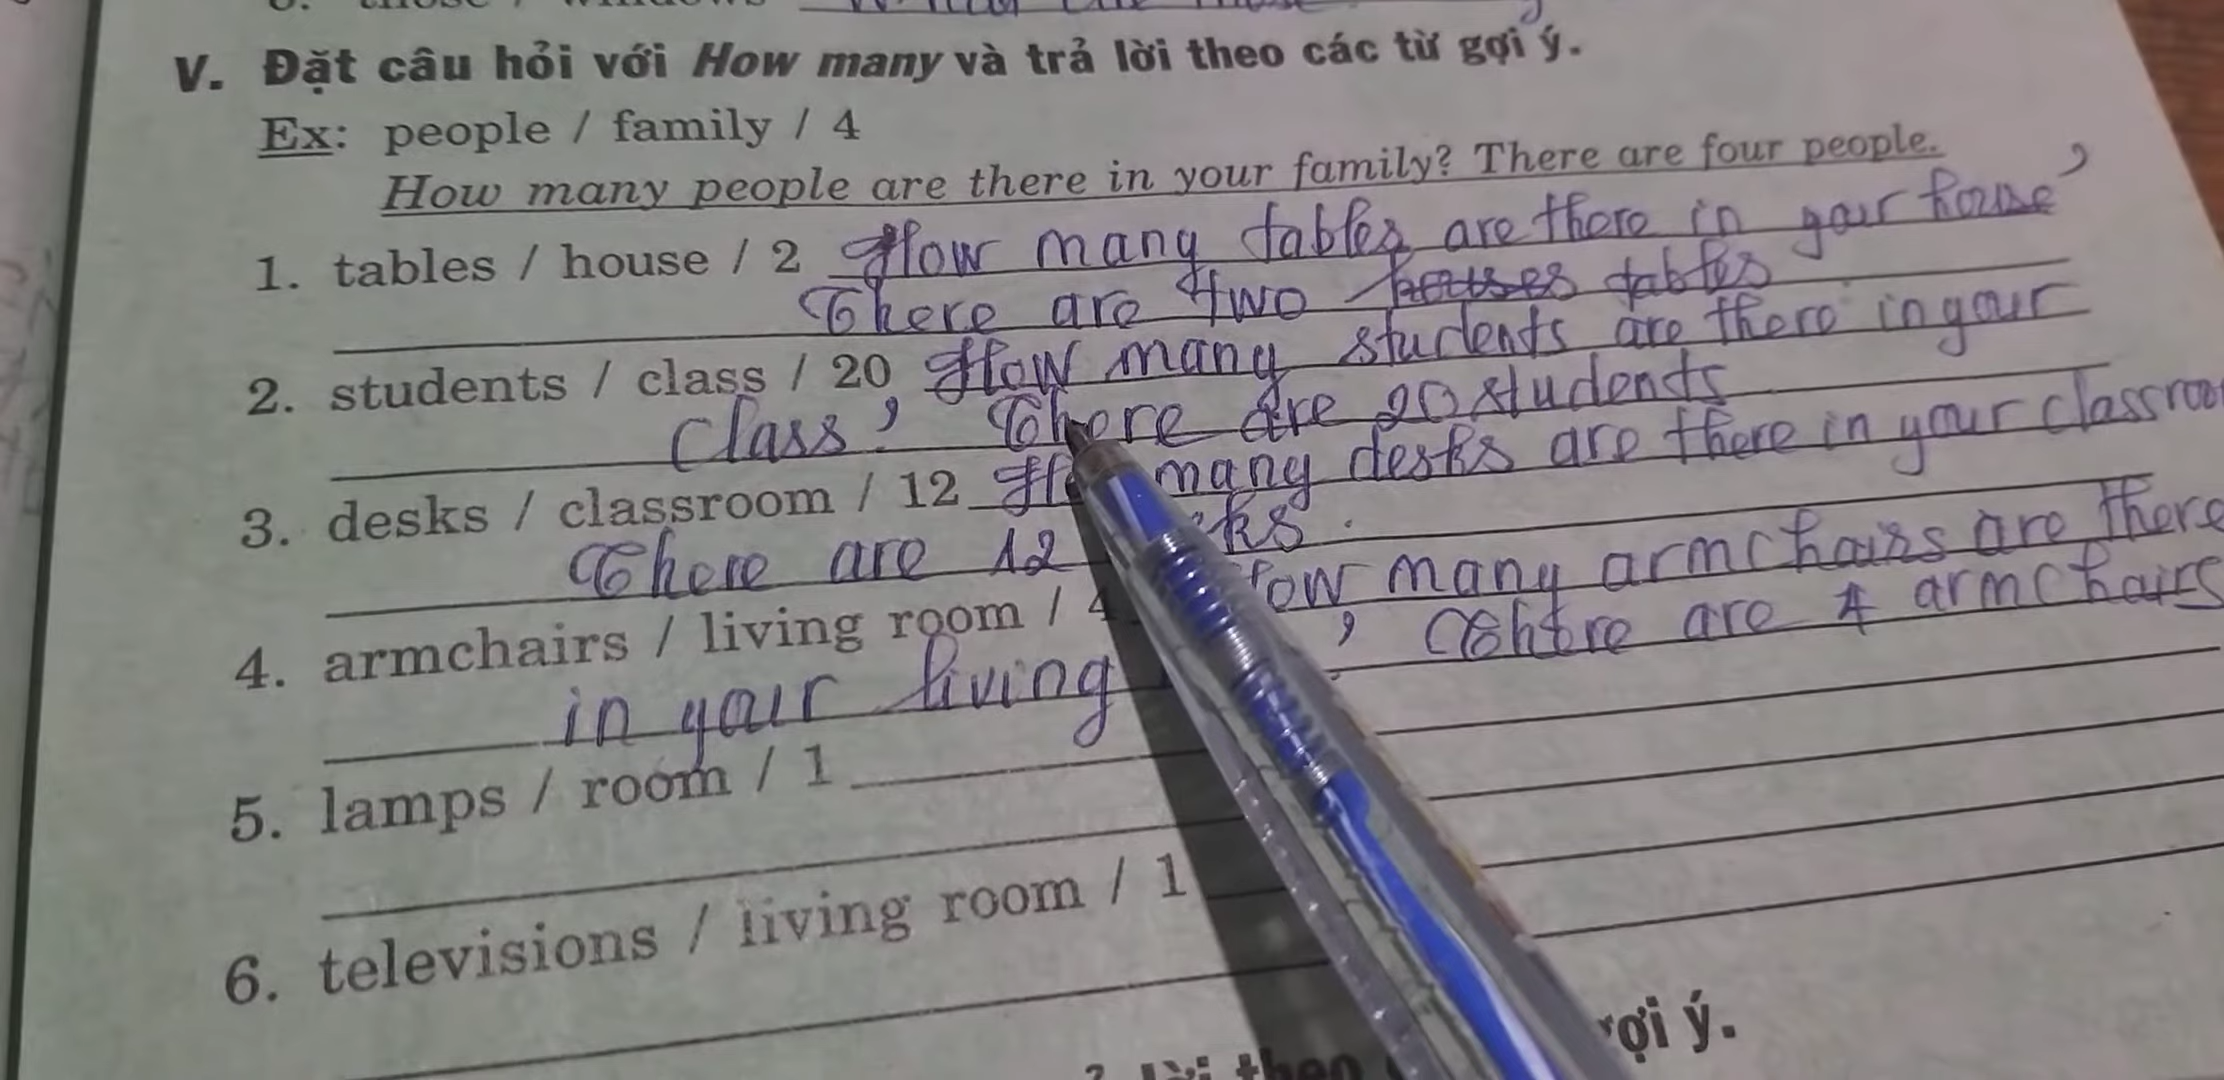 V. Đặt câu hỏi với How many và trả lời theo các từ gợi ý.
Ex: people / family / 4
How many people are there in your family? There are four people.
1. tables / house / 2 How many tables are there in your house?
There are two houses tables
2. students / class / 20 How many students are there in your
class? There are 20 students
3. desks / classroom / 12 many desks are there in your classroo
There are 12
4. armchairs / living room / 4 How many armchairs are there
in your living ? There are 4 armchairs
5. lamps / room / 1
6. televisions / living room / 1
ợi ý.